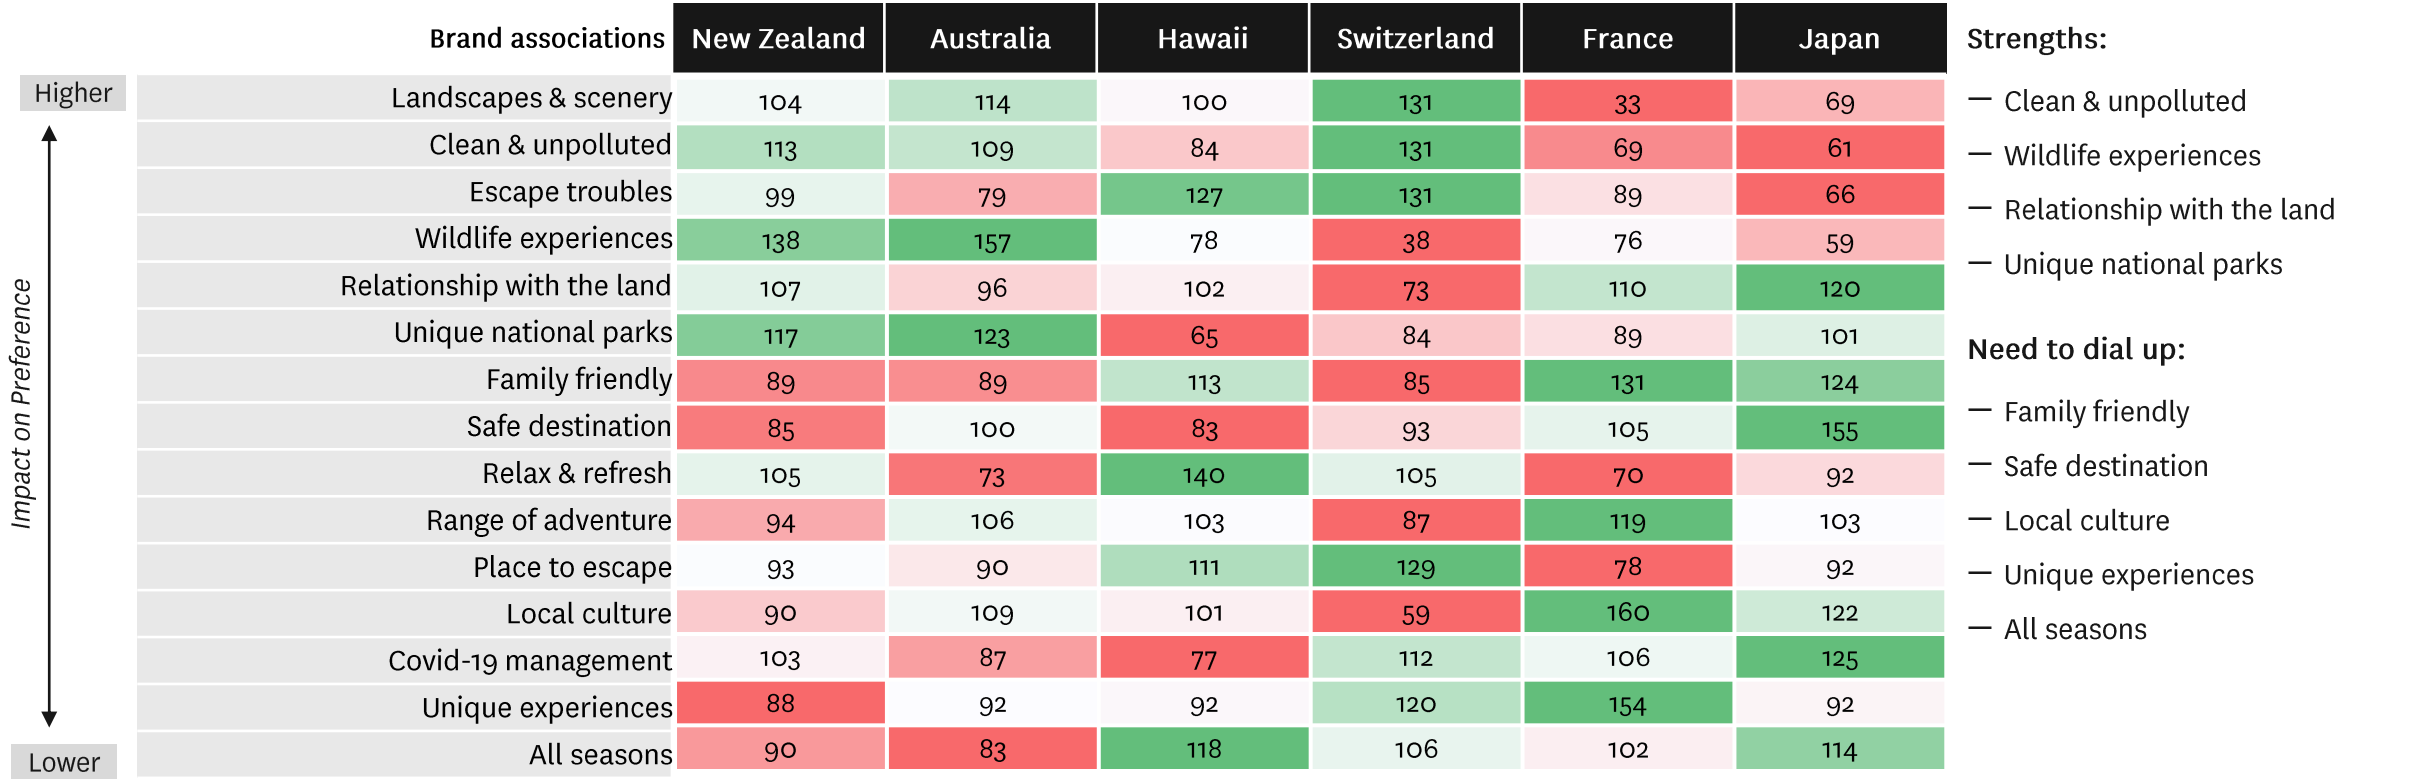 Brand associations New Zealand Australia Hawaii Switzerland France Japan
Higher
Landscapes & scenery 104 114 100 131 33 69
Clean & unpolluted 113 109 84 131 69 61
Escape troubles 99 79 127 131 89 66
Wildlife experiences 138 157 78 38 76 59
Relationship with the land 107 96 102 73 110 120
Unique national parks 117 123 65 84 89 101
Family friendly 89 89 113 85 131 124
Safe destination 85 100 83 93 105 155
Relax & refresh 105 73 140 105 70 92
Range of adventure 94 106 103 87 119 103
Place to escape 93 90 111 129 78 92
Local culture 90 109 101 59 160 122
Covid-19 management 103 87 77 112 106 125
Unique experiences 88 92 92 120 154 92
All seasons 90 83 118 106 102 114
Impact on Preference
Lower
Strengths:
— Clean & unpolluted
— Wildlife experiences
— Relationship with the land
— Unique national parks
Need to dial up:
— Family friendly
— Safe destination
— Local culture
— Unique experiences
— All seasons